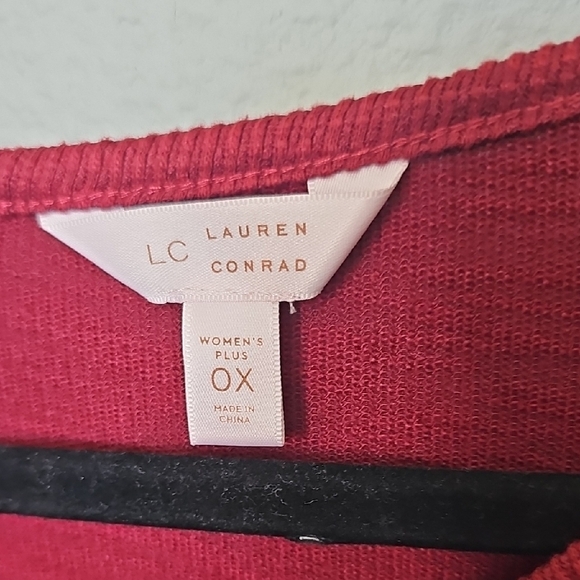 LC LAUREN
CONRAD
WOMEN'S
PLUS
0X
MADE IN
CHINA